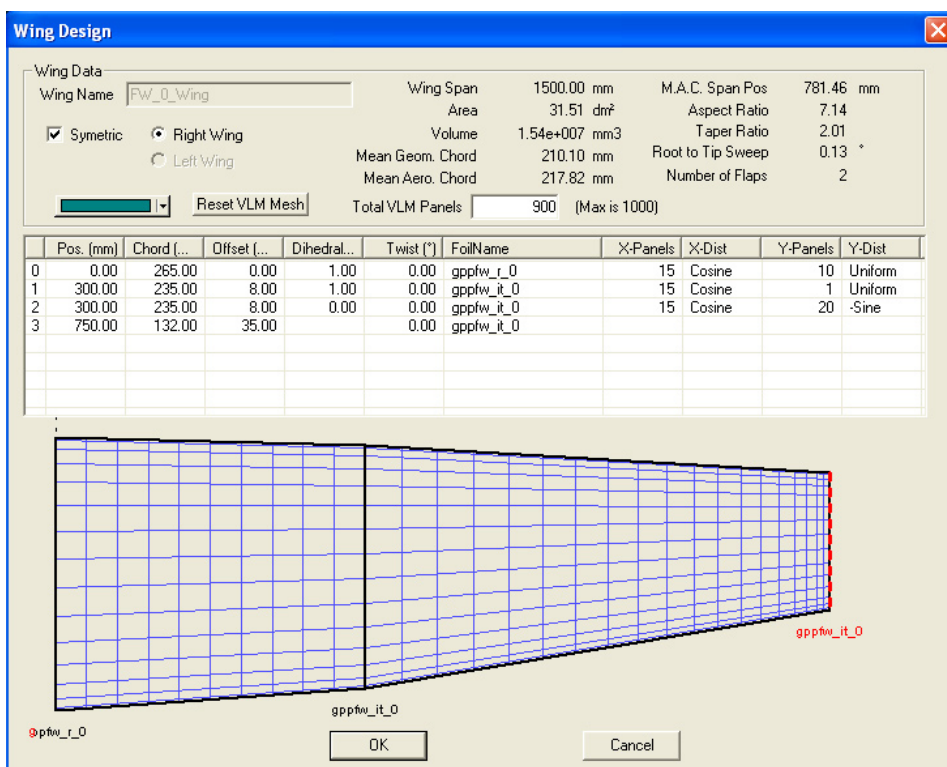 Wing Design
Wing Data
Wing Name FW_0_Wing
Symetric Right Wing
Left Wing
Reset VLM Mesh
Wing Span 1500.00 mm
Area 31.51 dm²
Volume 1.54e+007 mm3
Mean Geom. Chord 210.10 mm
Mean Aero. Chord 217.82 mm
Total VLM Panels 900 (Max is 1000)
M.A.C. Span Pos 781.46 mm
Aspect Ratio 7.14
Taper Ratio 2.01
Root to Tip Sweep 0.13 °
Number of Flaps 2
Pos. (mm) Chord (... Offset (... Dihedral... Twist (°) FoilName X-Panels X-Dist Y-Panels Y-Dist
0 0.00 265.00 0.00 1.00 0.00 gppfw_r_0 15 Cosine 10 Uniform
1 300.00 235.00 8.00 1.00 0.00 gppfw_it_0 15 Cosine 1 Uniform
2 300.00 235.00 8.00 0.00 0.00 gppfw_it_0 15 Cosine 20 -Sine
3 750.00 132.00 35.00 0.00 gppfw_it_0
gppfw_it_0
gppfw_it_0
gppfw_r_0
OK Cancel